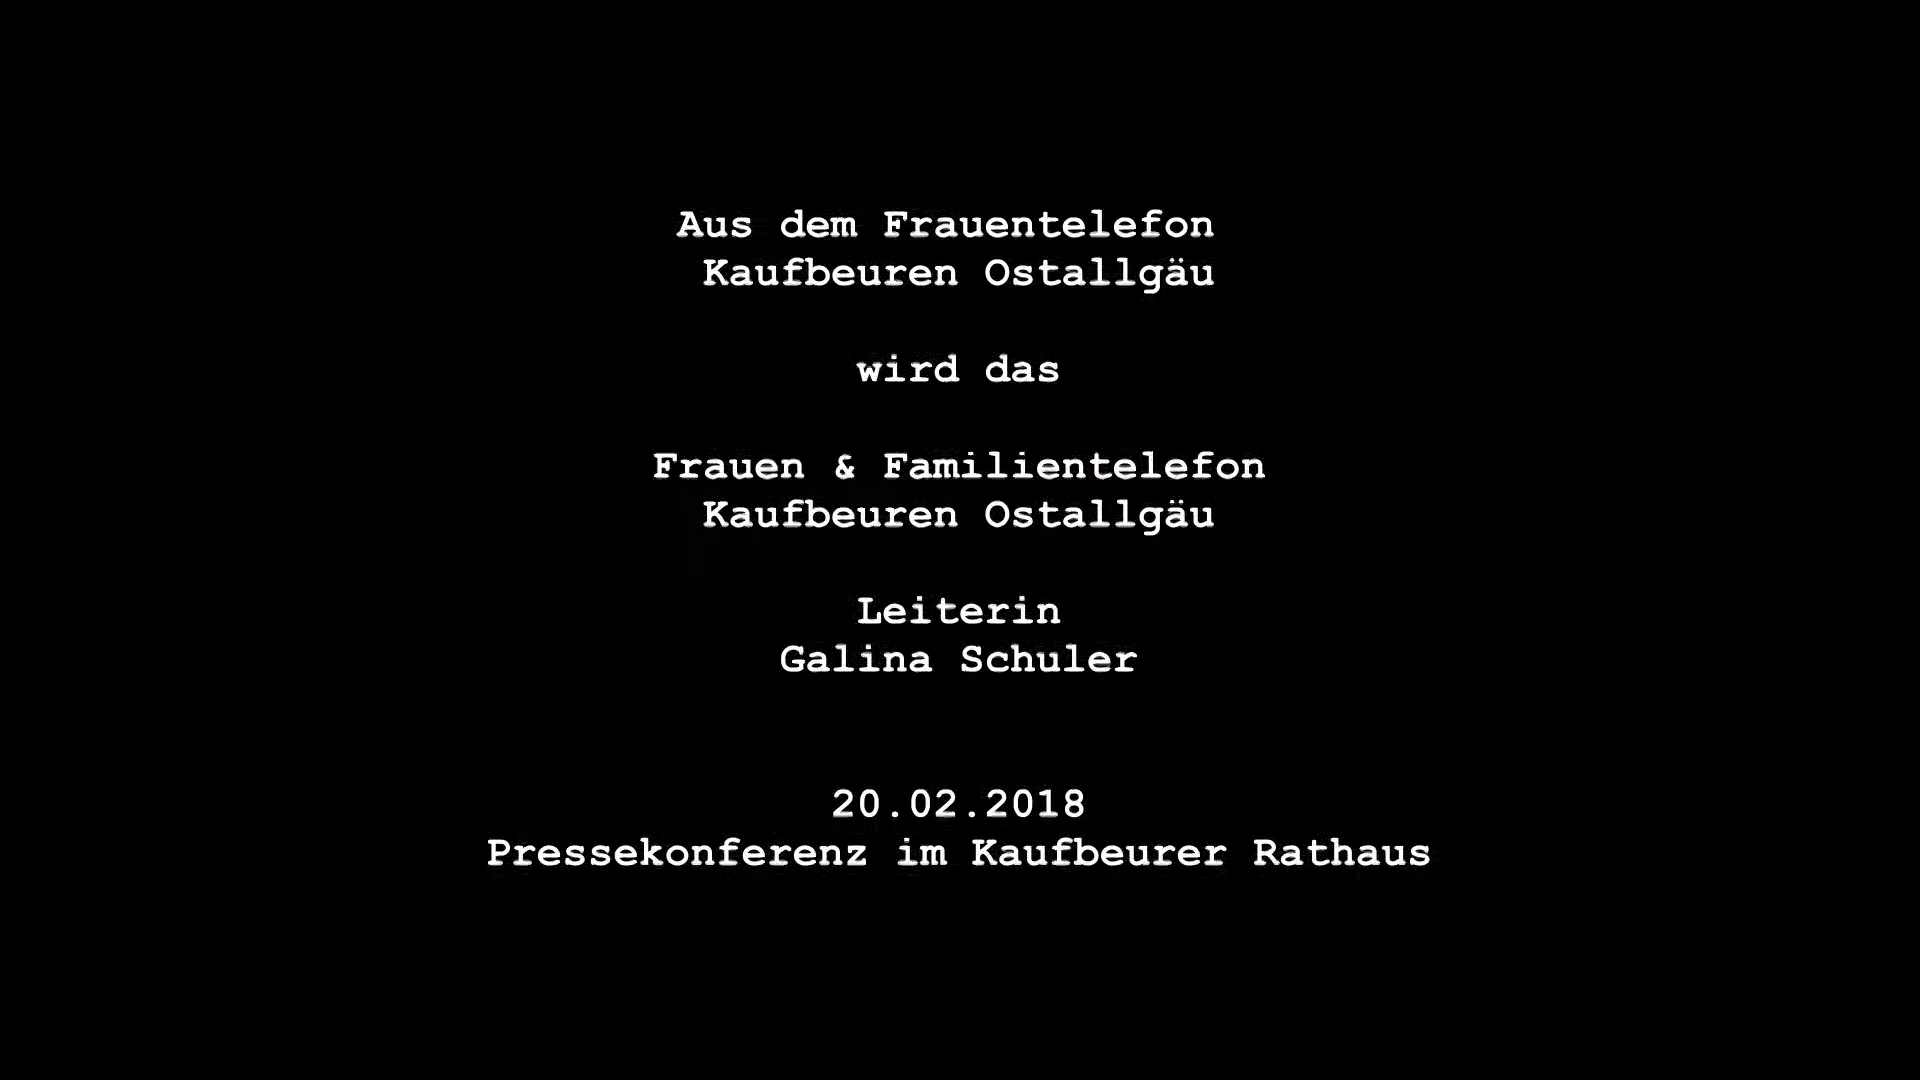 Aus dem Frauentelefon
Kaufbeuren Ostallgäu
wird das
Frauen & Familientelefon
Kaufbeuren Ostallgäu
Leiterin
Galina Schuler
20.02.2018
Pressekonferenz im Kaufbeurer Rathaus